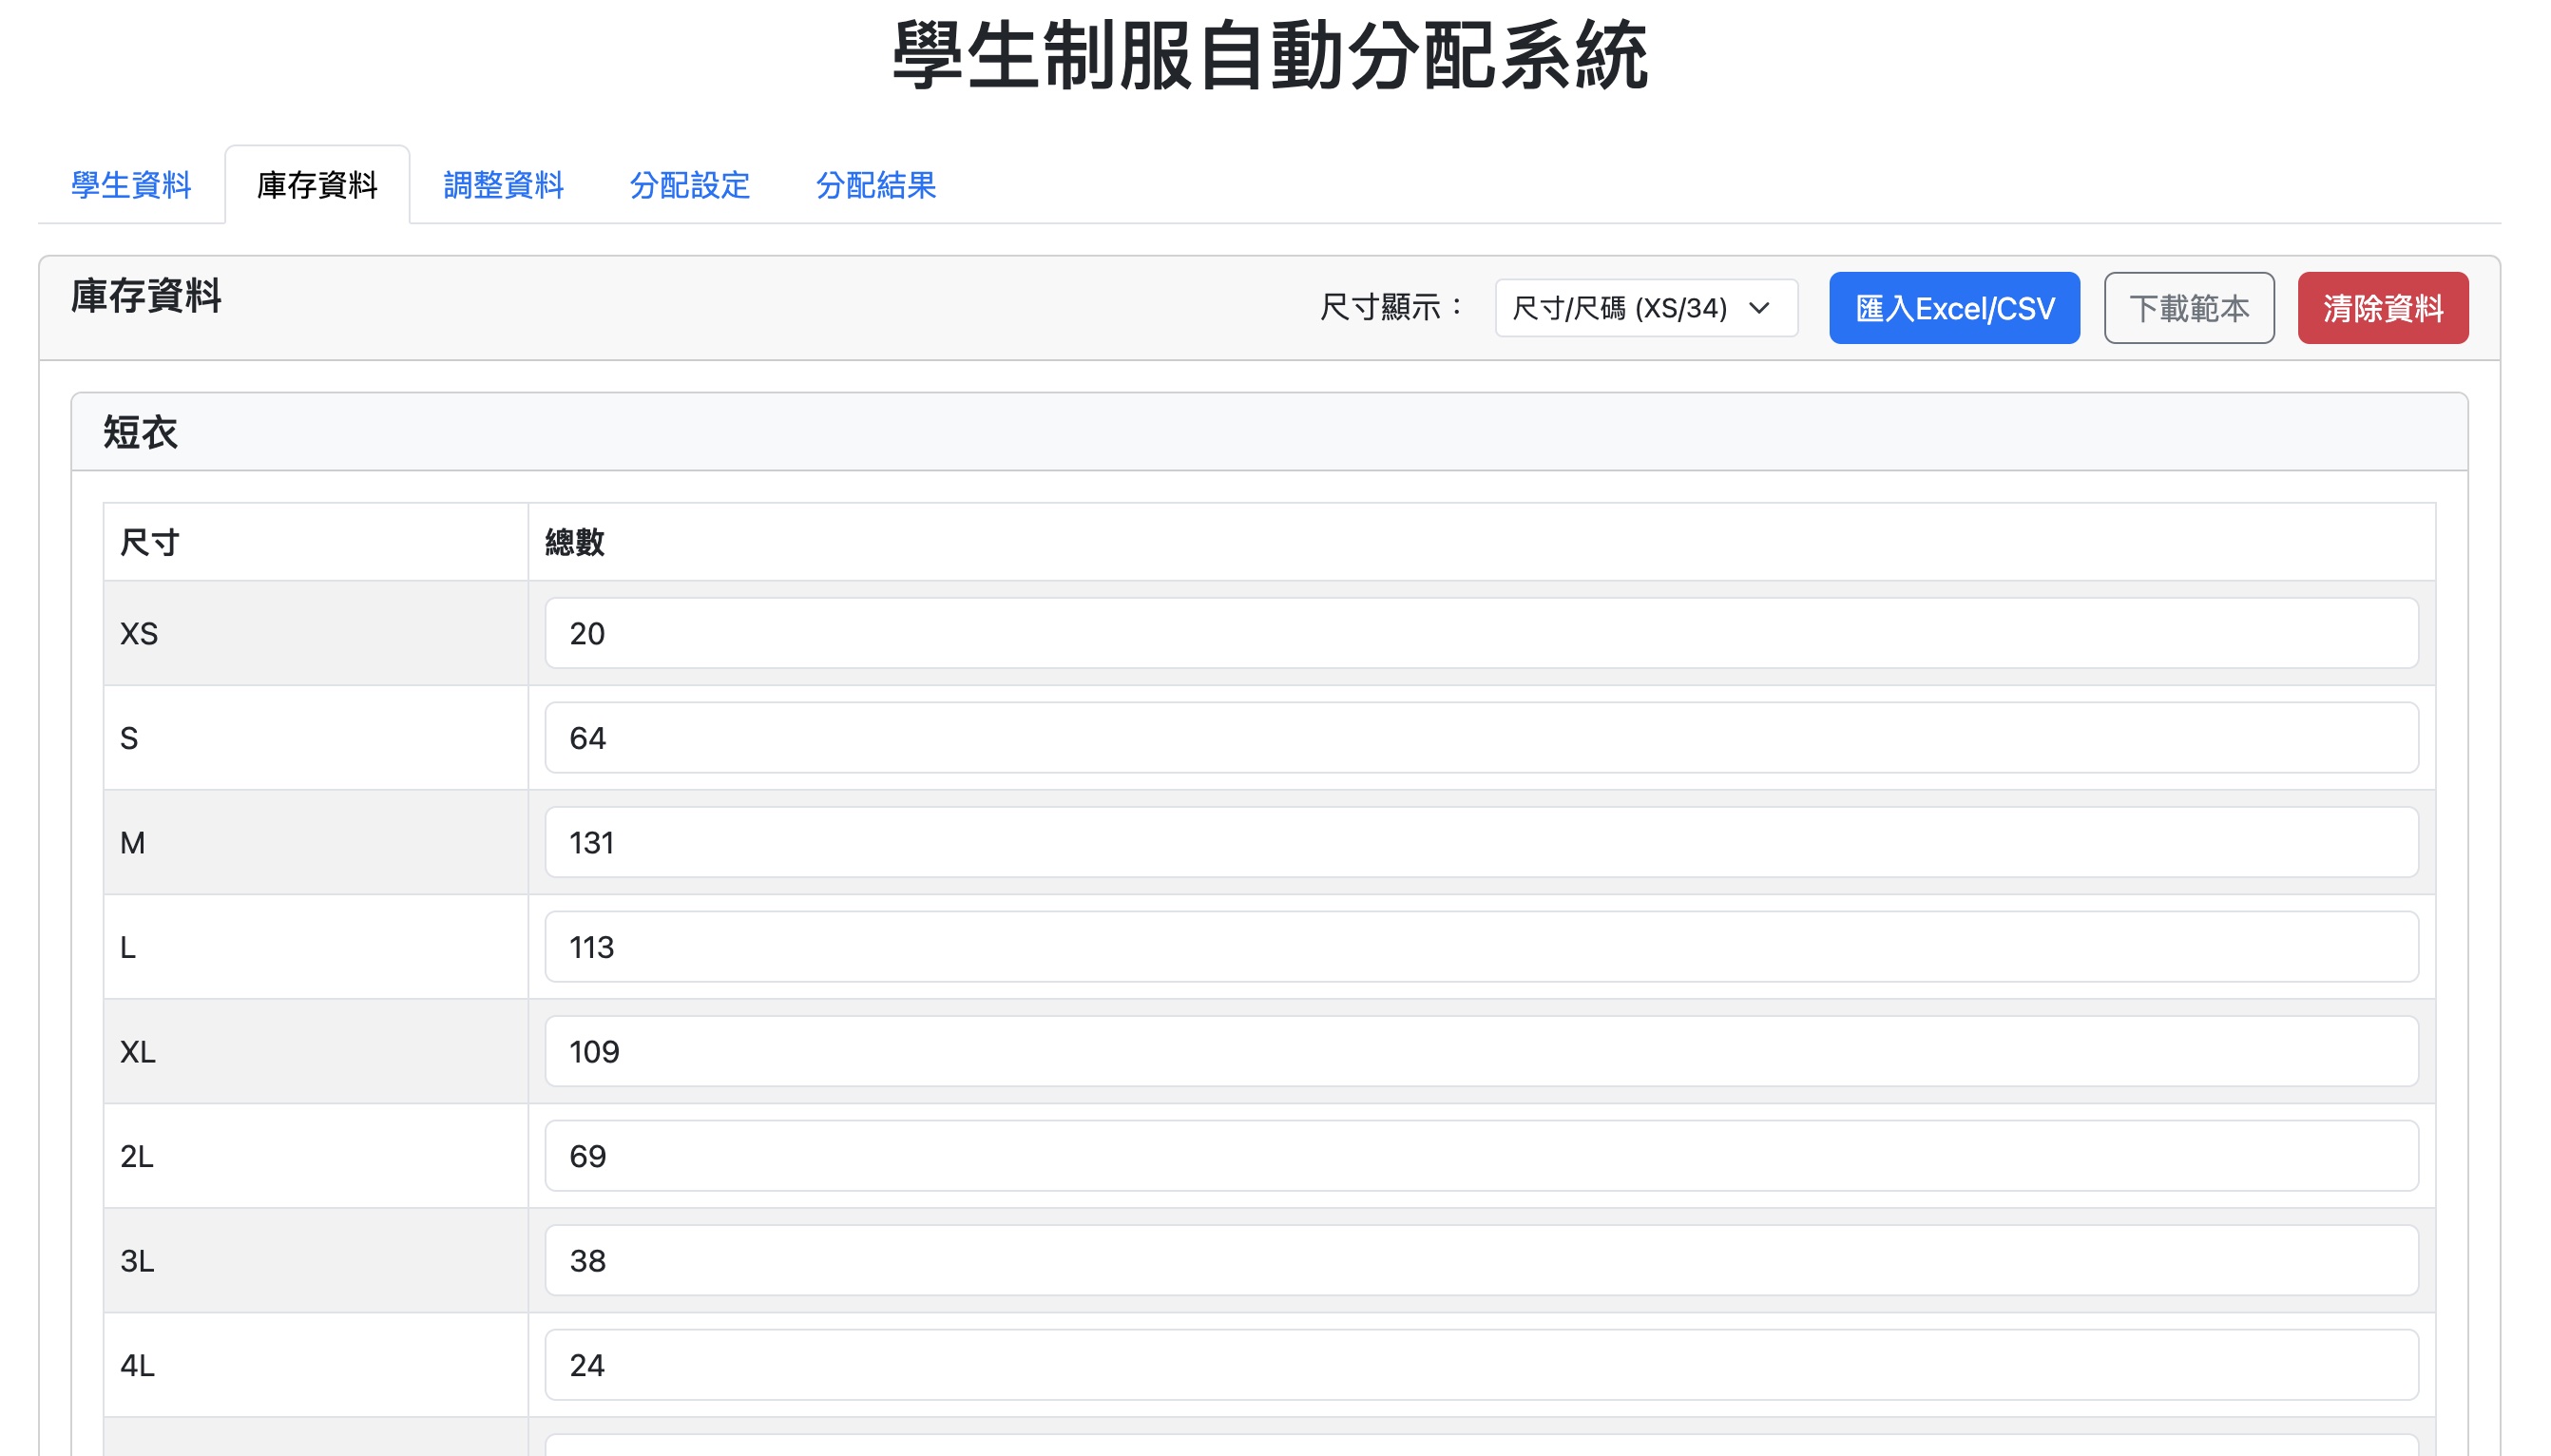 學生制服自動分配系統
學生資料 庫存資料 調整資料 分配設定 分配結果
庫存資料 尺寸顯示： 尺寸/尺碼 (XS/34) 匯入Excel/CSV 下載範本 清除資料
短衣
尺寸 總數
XS 20
S 64
M 131
L 113
XL 109
2L 69
3L 38
4L 24